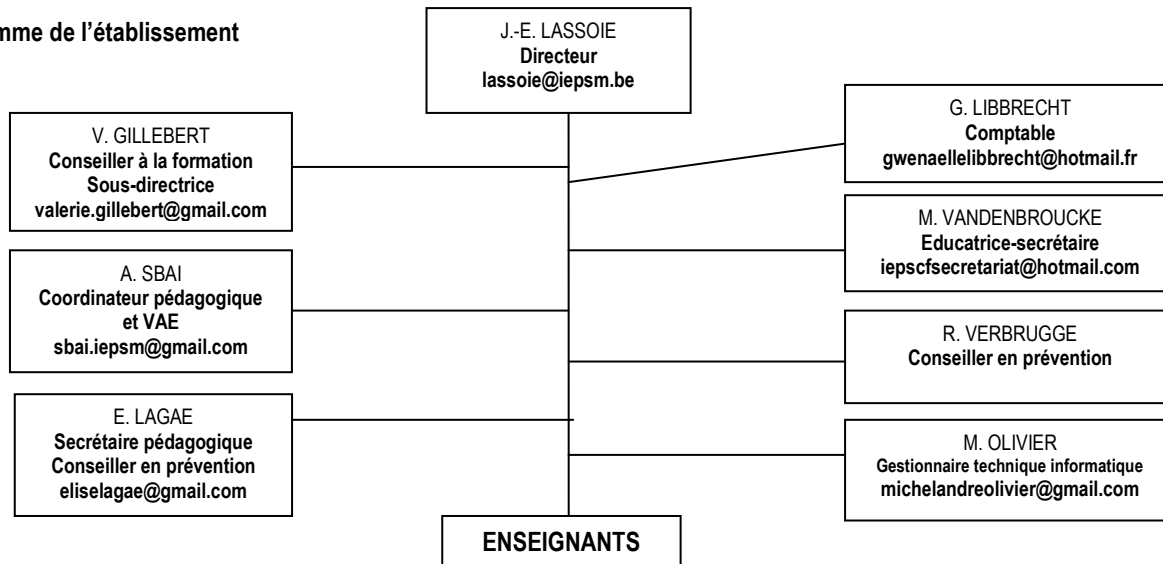 mme de l'établissement
J.-E. LASSOIE
Directeur
lassoie@iepsm.be
V. GILLEBERT
Conseiller à la formation
Sous-directrice
valerie.gillebert@gmail.com
G. LIBBRECHT
Comptable
gwenaellelibbrecht@hotmail.fr
A. SBAI
Coordinateur pédagogique
et VAE
sbai.iepsm@gmail.com
M. VANDENBROUCKE
Educatrice-secrétaire
iepscfsecretariat@hotmail.com
R. VERBRUGGE
Conseiller en prévention
E. LAGAE
Secrétaire pédagogique
Conseiller en prévention
eliselagae@gmail.com
M. OLIVIER
Gestionnaire technique informatique
michelandreolivier@gmail.com
ENSEIGNANTS